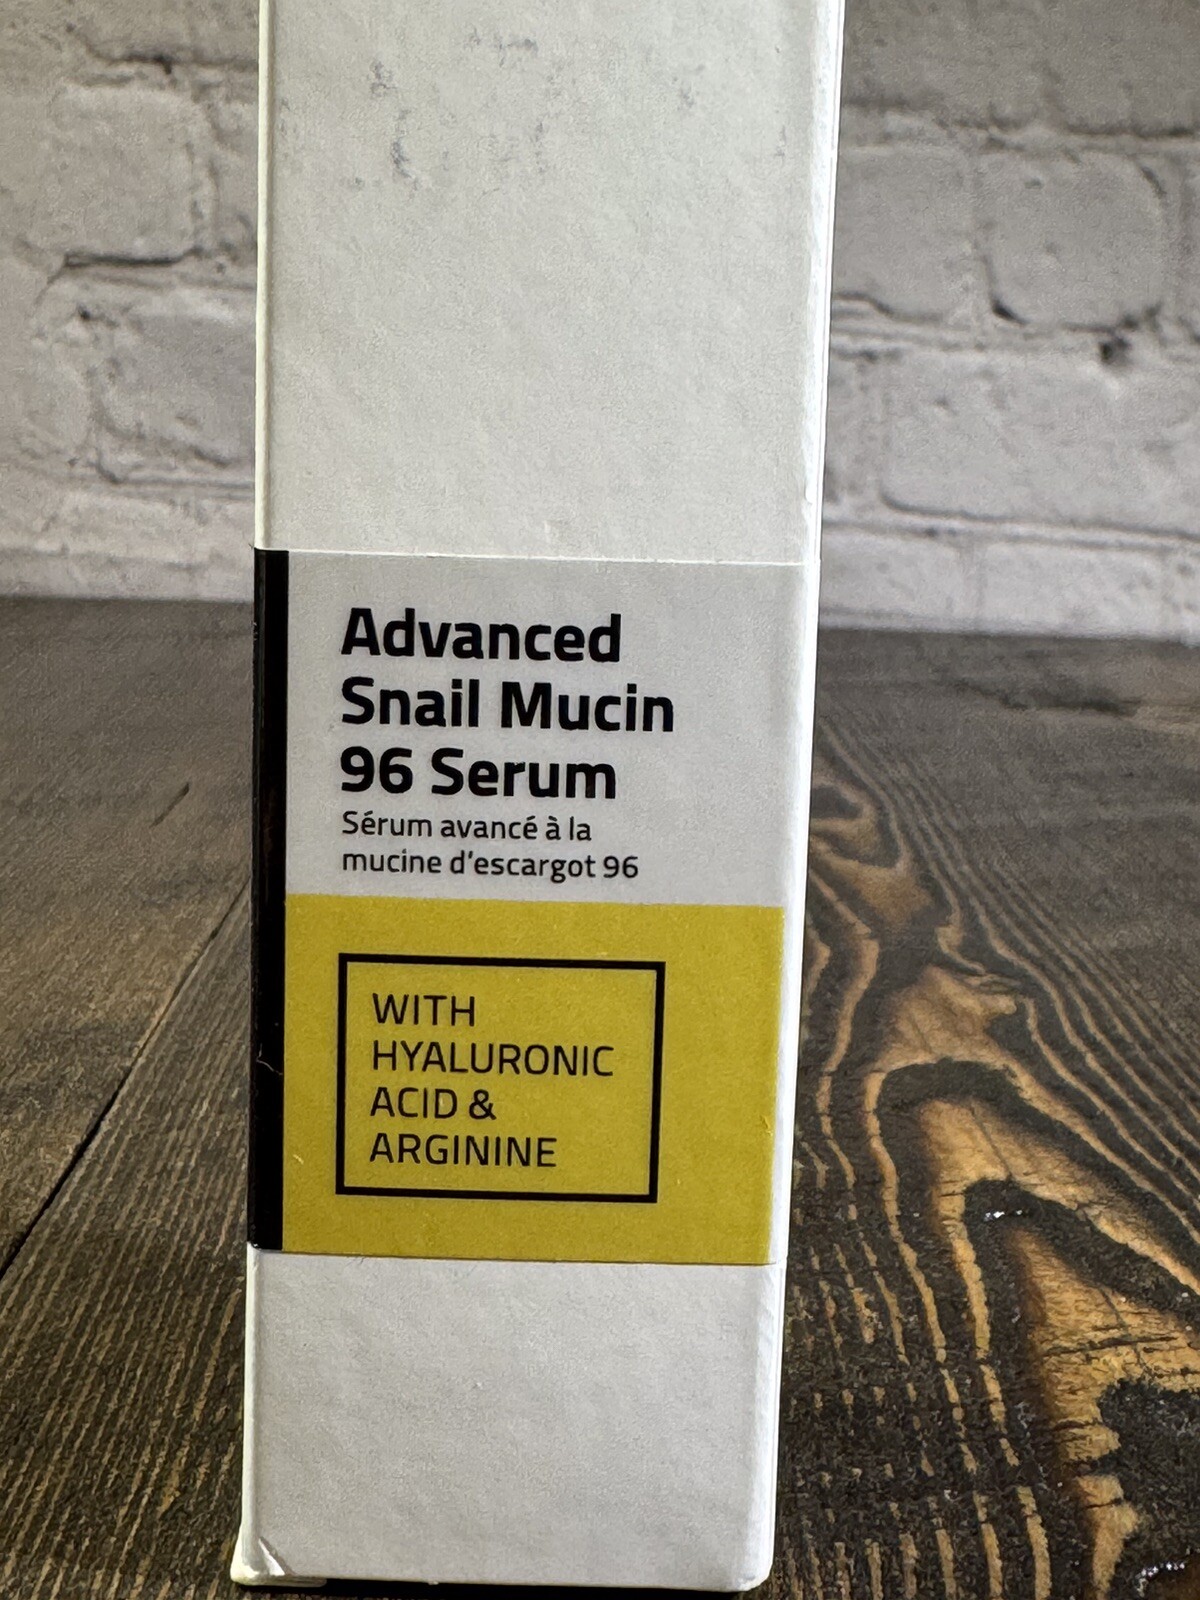 Advanced
Snail Mucin
96 Serum
Sérum avancé à la
mucine d'escargot 96
WITH
HYALURONIC
ACID &
ARGININE